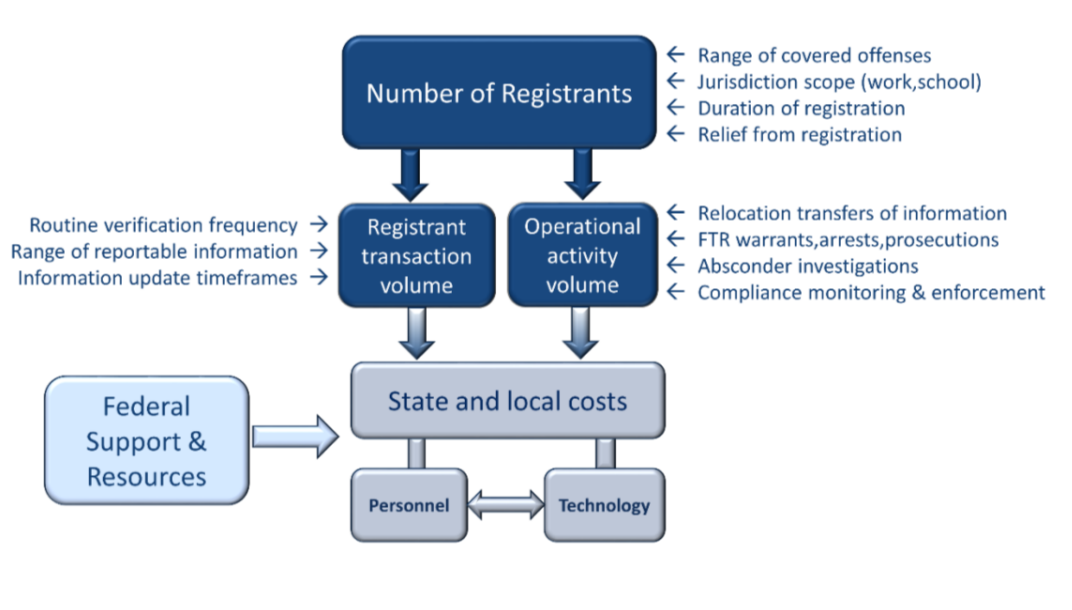 Number of Registrants
← Range of covered offenses
← Jurisdiction scope (work,school)
← Duration of registration
← Relief from registration
Routine verification frequency →
Range of reportable information →
Information update timeframes →
Registrant
transaction
volume
Operational
activity
volume
← Relocation transfers of information
← FTR warrants,arrests,prosecutions
← Absconder investigations
← Compliance monitoring & enforcement
Federal
Support &
Resources
State and local costs
Personnel
Technology